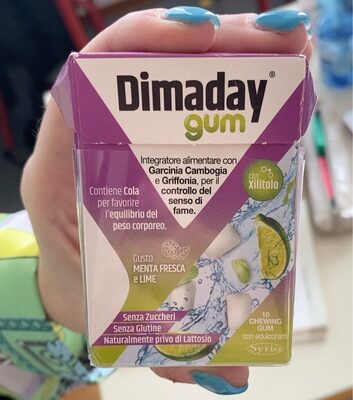 Dimaday®
gum
Integratore alimentare con
Garcinia Cambogia
e Griffonia, per il
controllo del
senso di
fame.
con
Xilitolo
Contiene Cola
per favorire
l'equilibrio del
peso corporeo.
Gusto
MENTA FRESCA
e LIME
Senza Zuccheri
Senza Glutine
Naturalmente privo di Lattosio
10
CHEWING
GUM
con edulcoranti
Syrio